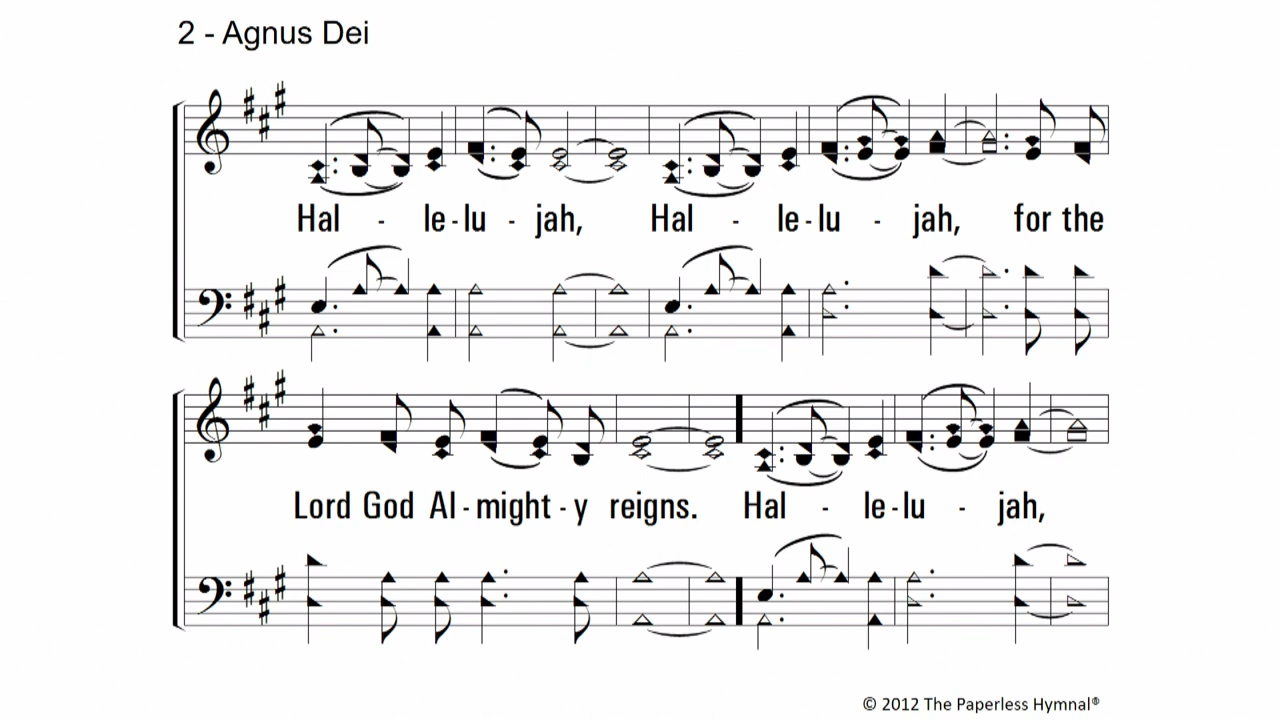 2 - Agnus Dei
Hal - le - lu - jah, Hal - le - lu - jah, for the
Lord God Al - might - y reigns. Hal - le - lu - jah,
© 2012 The Paperless Hymnal®